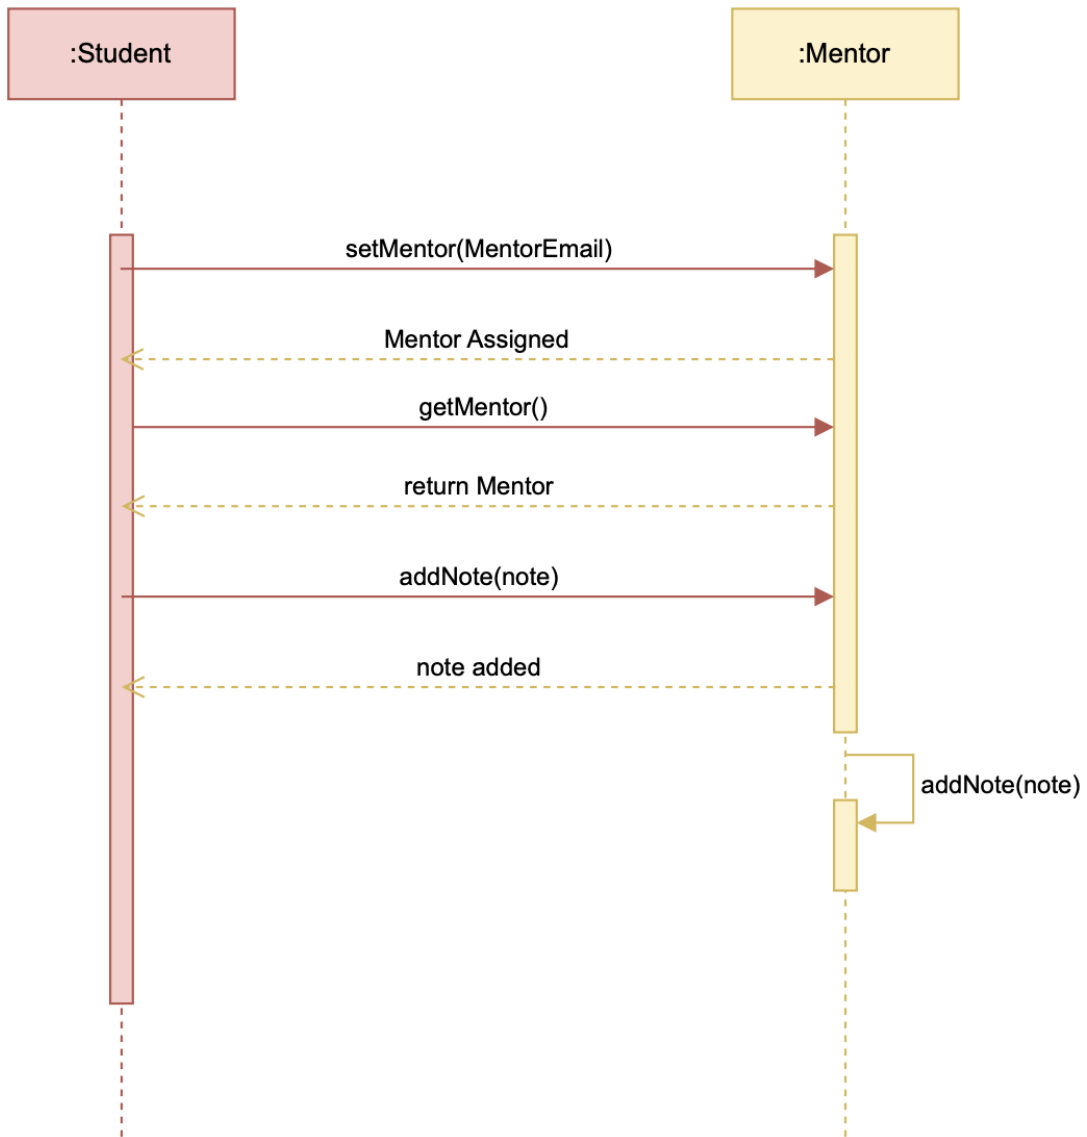 :Student
:Mentor
setMentor(MentorEmail)
Mentor Assigned
getMentor()
return Mentor
addNote(note)
note added
addNote(note)